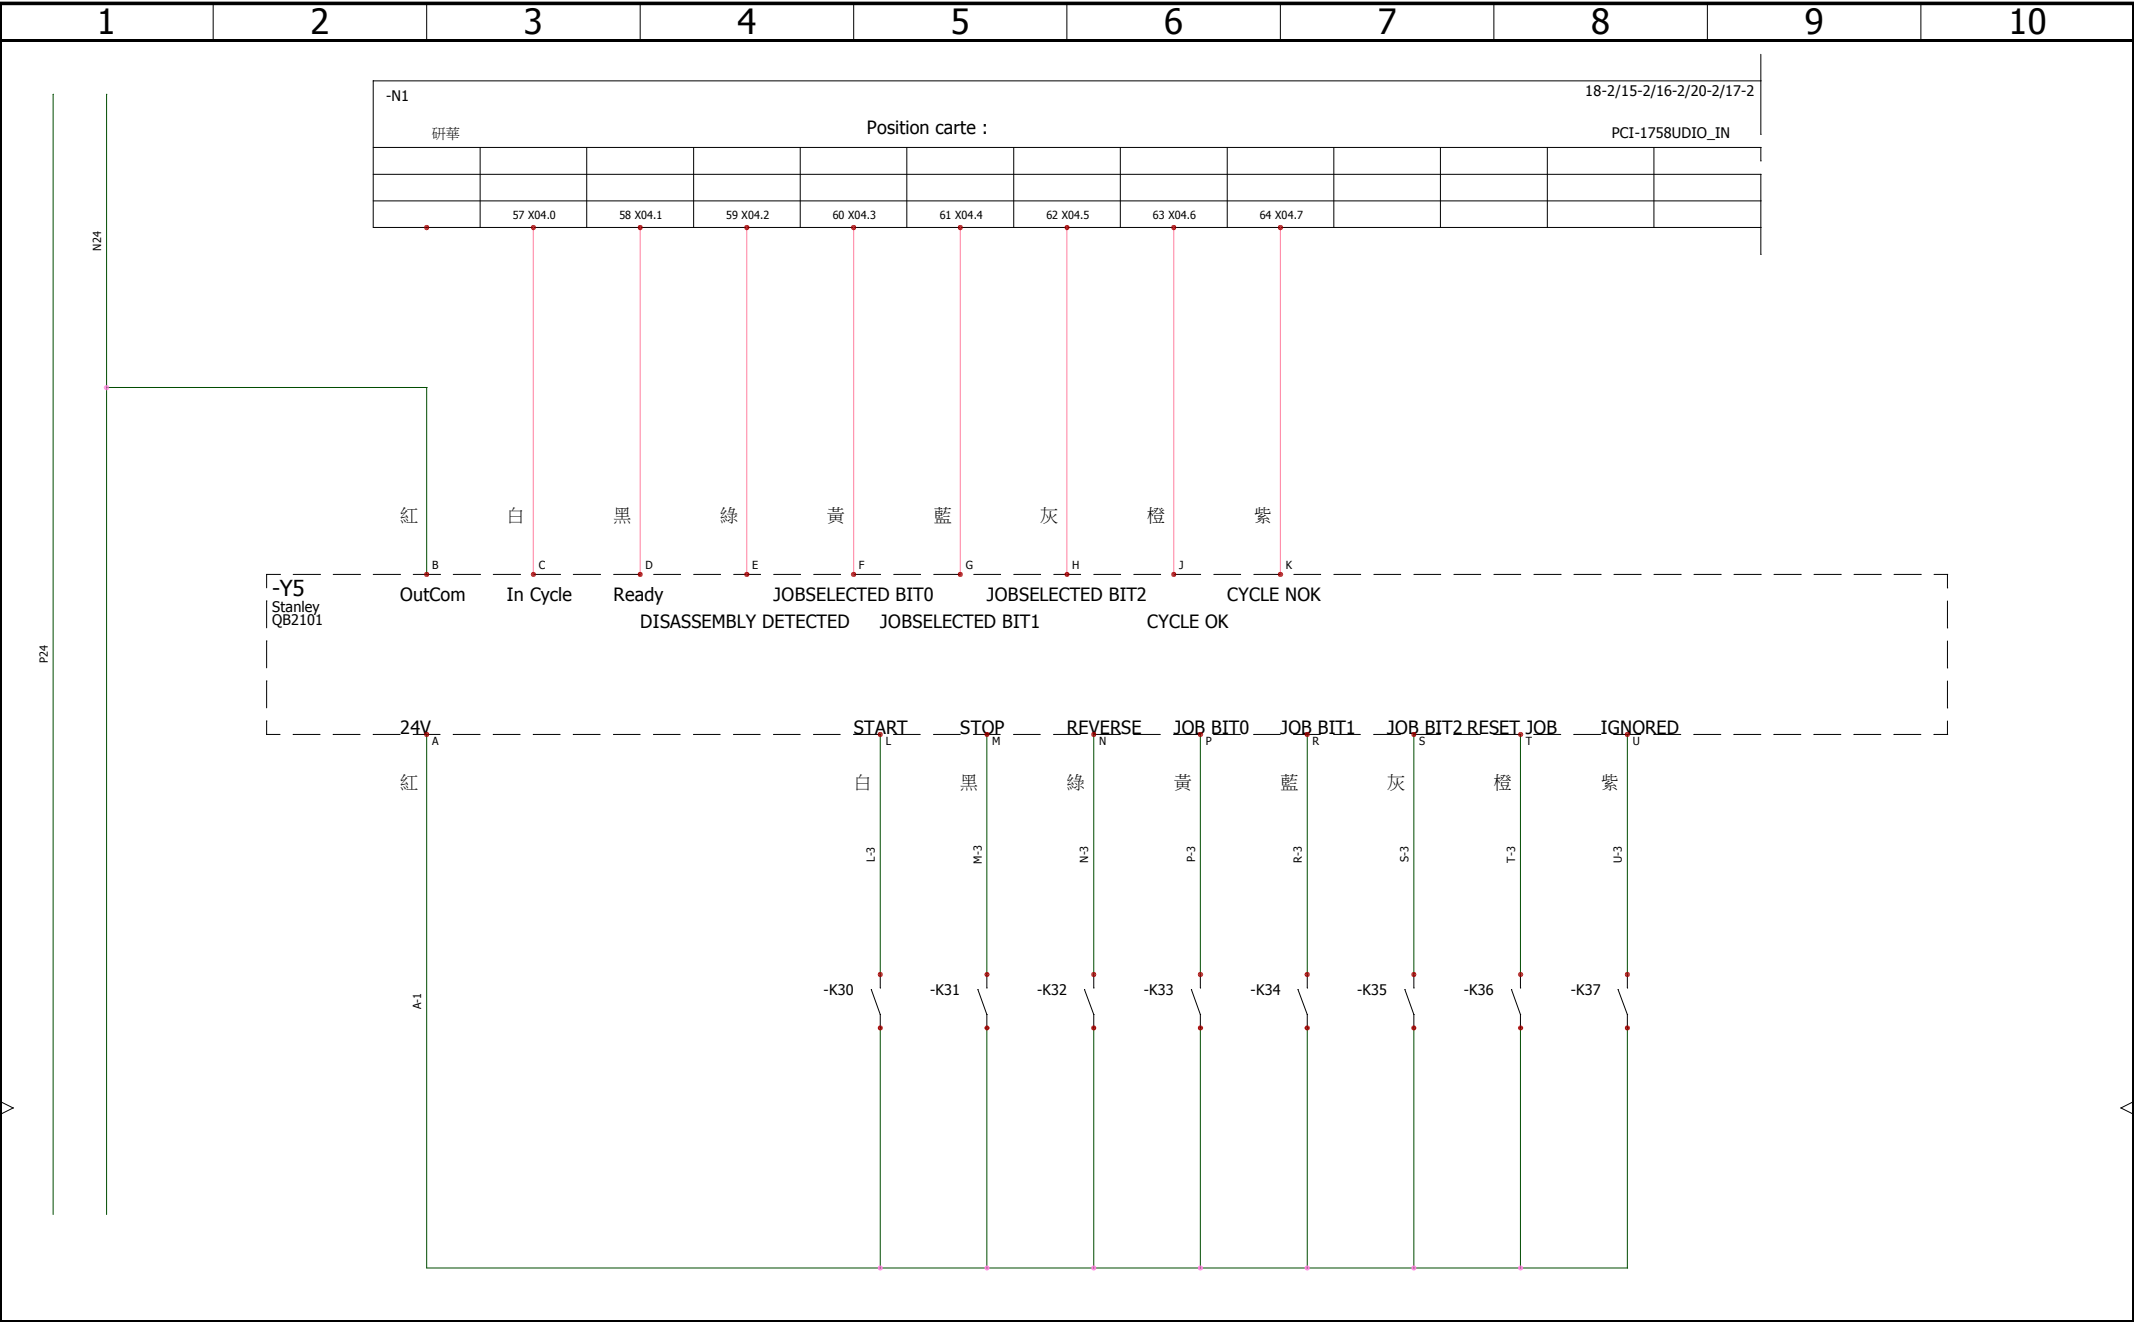 1 2 3 4 5 6 7 8 9 10
-N1 18-2/15-2/16-2/20-2/17-2
研華 Position carte : PCI-1758UDIO_IN
57 X04.0 58 X04.1 59 X04.2 60 X04.3 61 X04.4 62 X04.5 63 X04.6 64 X04.7
N24
紅 白 黑 綠 黃 藍 灰 橙 紫
B C D E F G H J K
-Y5 OutCom In Cycle Ready JOBSELECTED BIT0 JOBSELECTED BIT2 CYCLE NOK
Stanley
QB2101 DISASSEMBLY DETECTED JOBSELECTED BIT1 CYCLE OK
P24
24V START STOP REVERSE JOB BIT0 JOB BIT1 JOB BIT2 RESET JOB IGNORED
A L M N P R S T U
紅 白 黑 綠 黃 藍 灰 橙 紫
L-3 M-3 N-3 P-3 R-3 S-3 T-3 U-3
-K30 -K31 -K32 -K33 -K34 -K35 -K36 -K37
A-1